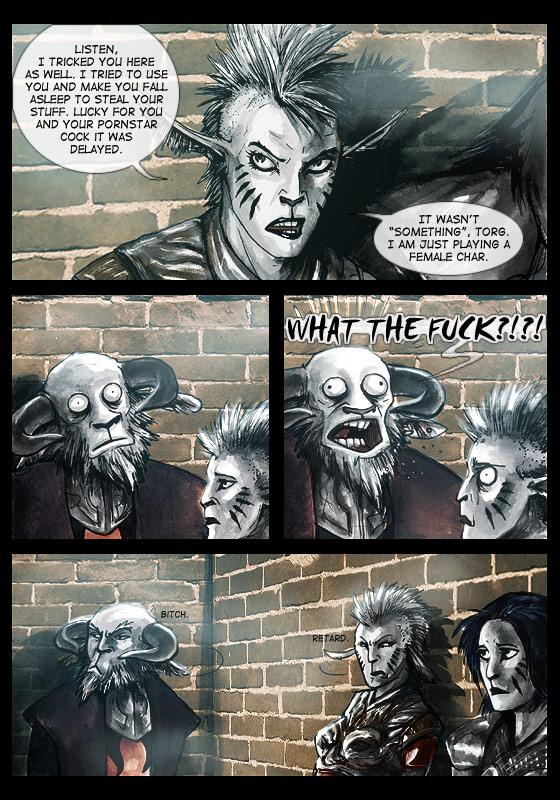 LISTEN,
I TRICKED YOU HERE
AS WELL. I TRIED TO USE
YOU AND MAKE YOU FALL
ASLEEP TO STEAL YOUR
STUFF. LUCKY FOR YOU
AND YOUR PORNSTAR
COCK IT WAS
DELAYED.
IT WASN'T
"SOMETHING", TORG.
I AM JUST PLAYING A
FEMALE CHAR.
WHAT THE FUCK?!?!
BITCH.
RETARD.